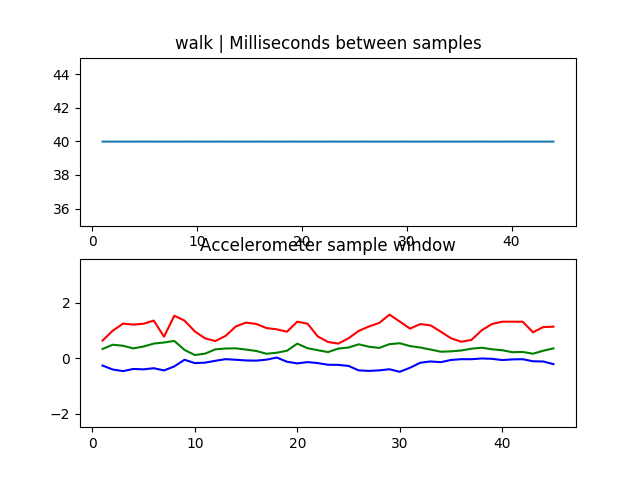 walk | Milliseconds between samples
44
42
40
38
36
0 10 20 30 40
Accelerometer sample window
2
0
−2
0 10 20 30 40